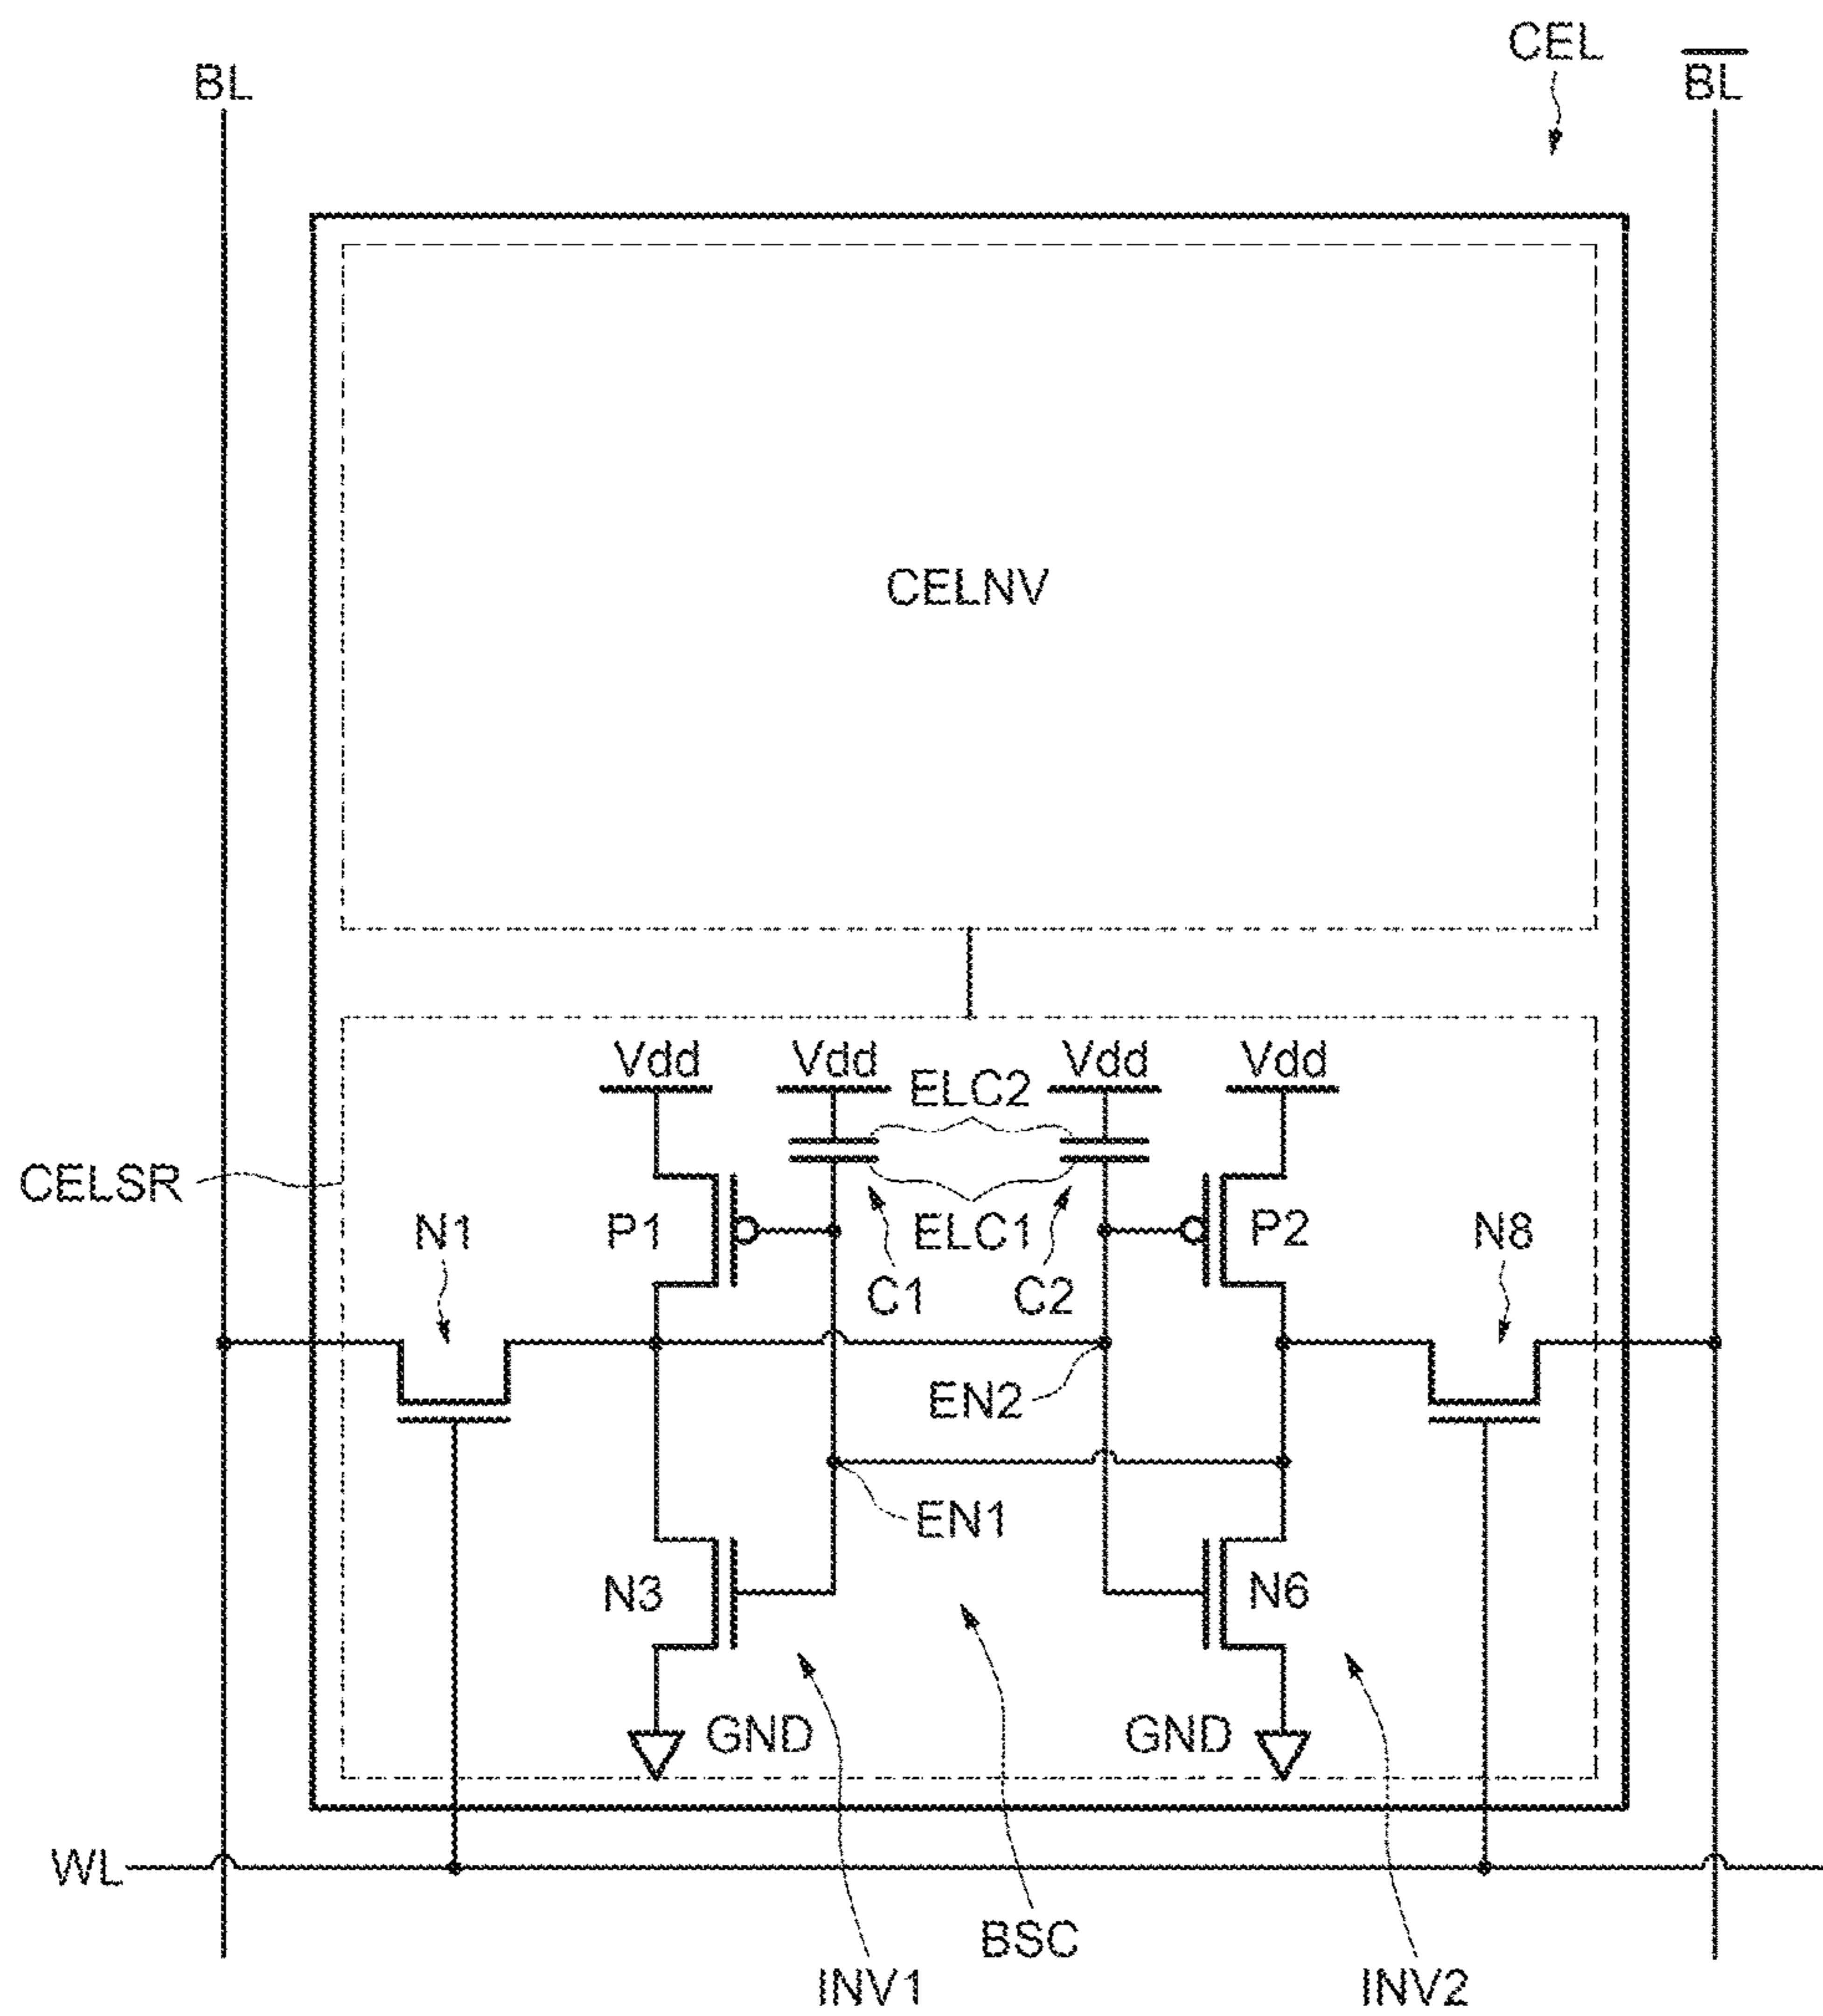 CEL
BL
B̅L̅
CELNV
Vdd
Vdd
Vdd
Vdd
ELC2
CELSR
N1
P1
ELC1
P2
N8
C1
C2
EN2
EN1
N3
N6
GND
GND
WL
BSC
INV1
INV2